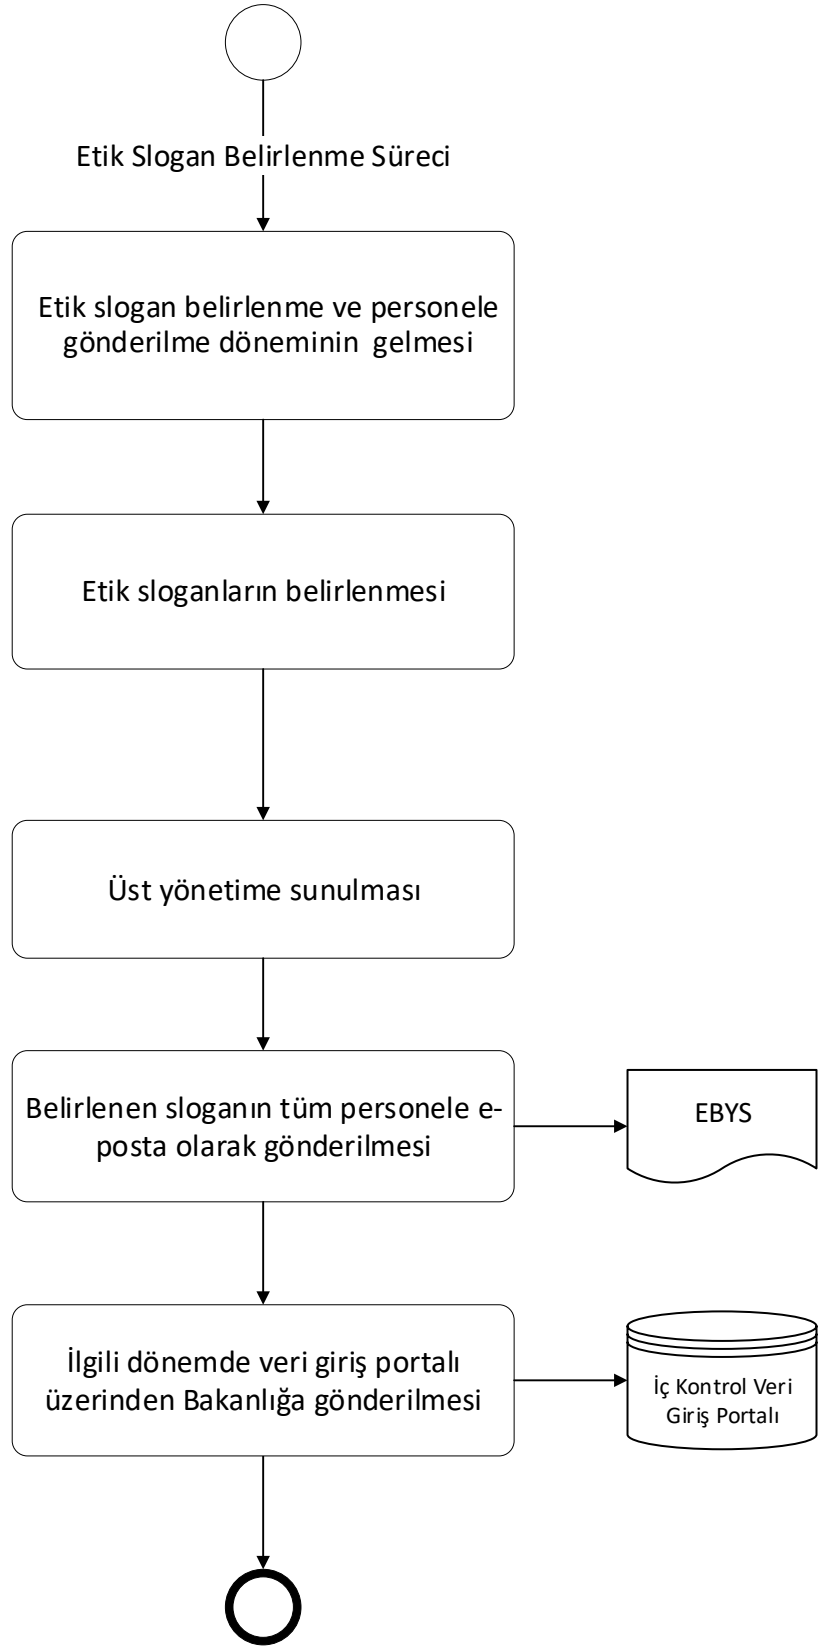 Etik Slogan Belirlenme Süreci
Etik slogan belirlenme ve personele
gönderilme döneminin gelmesi
Etik sloganların belirlenmesi
Üst yönetime sunulması
Belirlenen sloganın tüm personele e-
posta olarak gönderilmesi
EBYS
İlgili dönemde veri giriş portalı
üzerinden Bakanlığa gönderilmesi
İç Kontrol Veri
Giriş Portalı